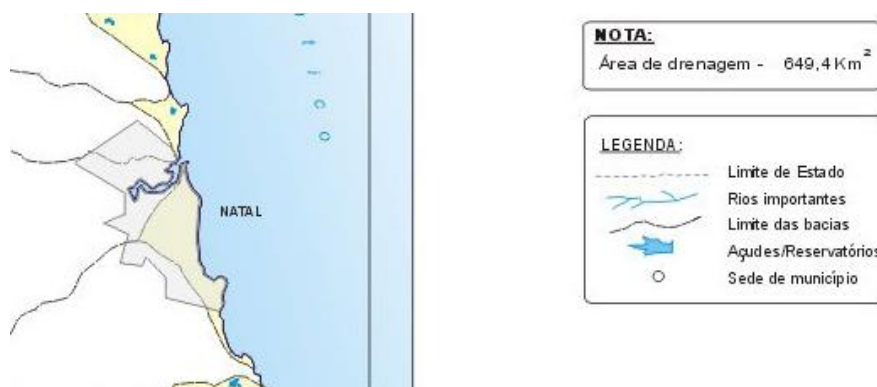 t
i
c
o
NATAL
NOTA:
Área de drenagem - 649,4 Km²
LEGENDA:
Limite de Estado
Rios importantes
Limite das bacias
Açudes/Reservatórios
Sede de município